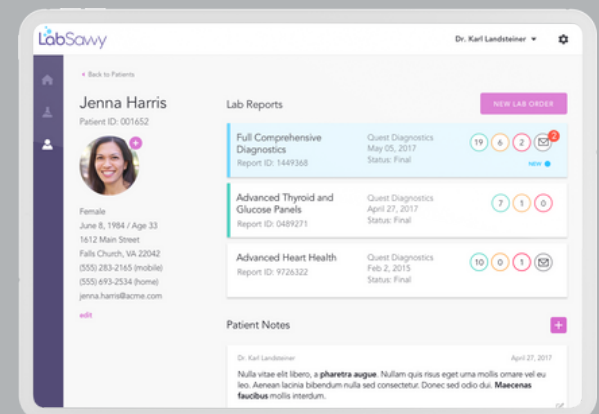 LabSavvy
Dr. Karl Landsteiner
Back to Patients
Jenna Harris
Patient ID: 001652
Female
June 8, 1984 / Age 33
1612 Main Street
Falls Church, VA 22042
(555) 283-2165 (mobile)
(555) 693-2534 (home)
jenna.harris@acme.com
edit
Lab Reports
NEW LAB ORDER
Full Comprehensive
Diagnostics
Report ID: 1449368
Quest Diagnostics
May 05, 2017
Status: Final
19 6 2 2
NEW
Advanced Thyroid and
Glucose Panels
Report ID: 0489271
Quest Diagnostics
April 27, 2017
Status: Final
7 1 0
Advanced Heart Health
Report ID: 9726322
Quest Diagnostics
Feb 2, 2015
Status: Final
10 0 1
Patient Notes
Dr. Karl Landsteiner April 27, 2017
Nulla vitae elit libero, a pharetra augue. Nullam quis risus eget urna mollis ornare vel eu
leo. Aenean lacinia bibendum nulla sed consectetur. Donec sed odio dui. Maecenas
faucibus mollis interdum.